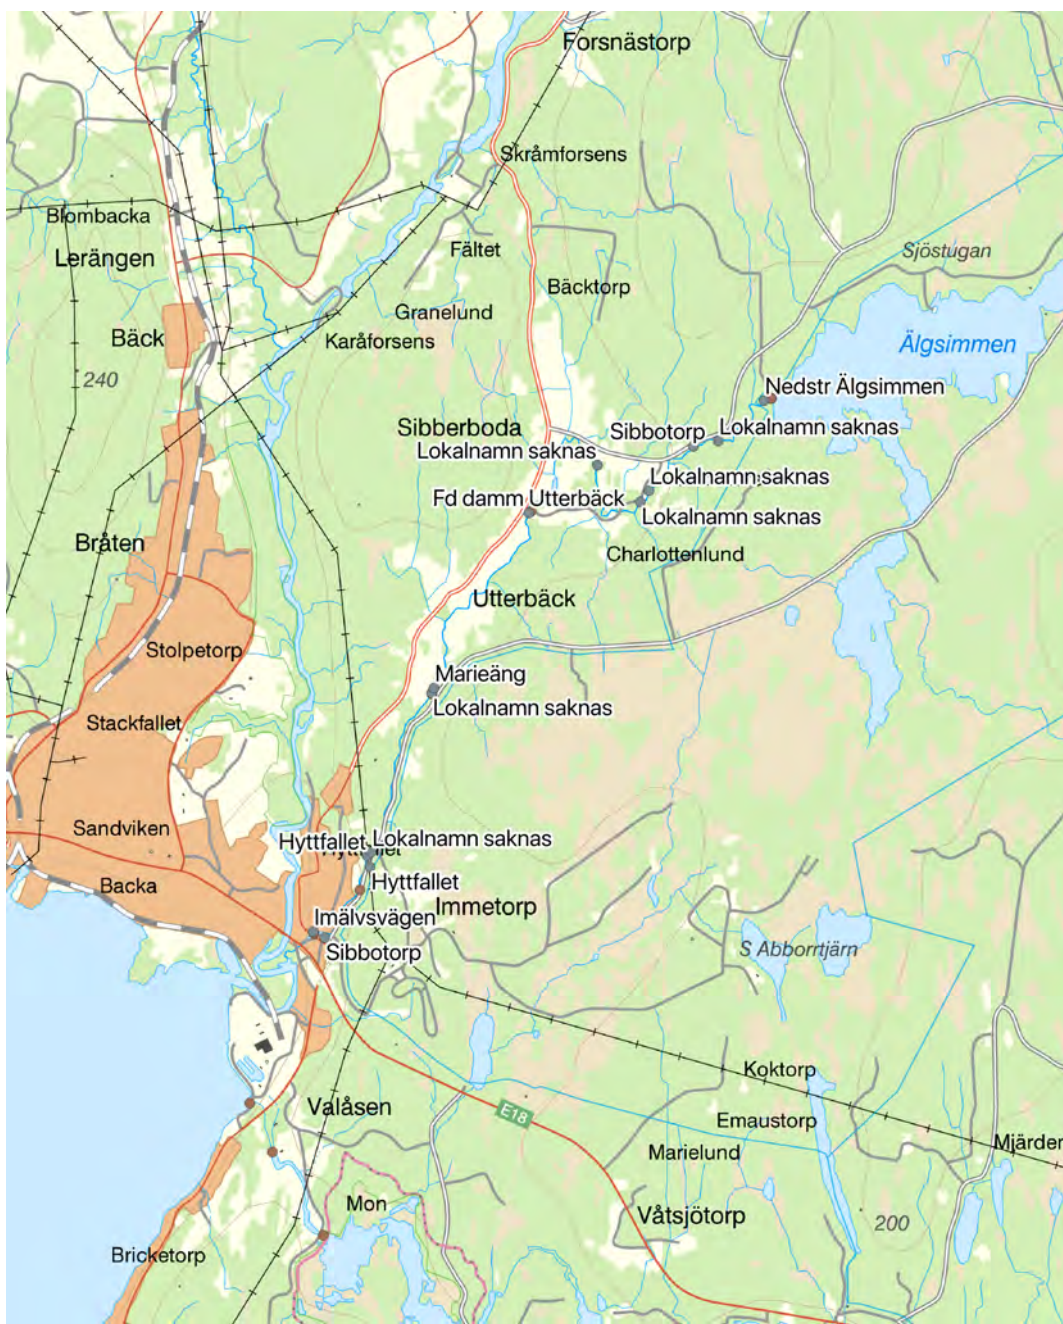 Forsnästorp
Skråmforsens
Blombacka
Fältet
Sjöstugan
Lerängen
Bäcktorp
Granelund
Bäck
Karåforsens
Älgsimmen
240
Nedstr Älgsimmen
Sibberboda
Sibbotorp
Lokalnamn saknas
Lokalnamn saknas
Lokalnamn saknas
Fd damm Utterbäck
Lokalnamn saknas
Bråten
Charlottenlund
Utterbäck
Stolpetorp
Marieäng
Lokalnamn saknas
Stackfallet
Sandviken
Hyttfallet
Lokalnamn saknas
Hyttfallet
Backa
Hyttfallet
Immetorp
Imälvsvägen
Sibbotorp
S Abborrtjärn
Koktorp
Valåsen
E18
Emaustorp
Mjärder
Marielund
Mon
Våtsjötorp
200
Bricketorp